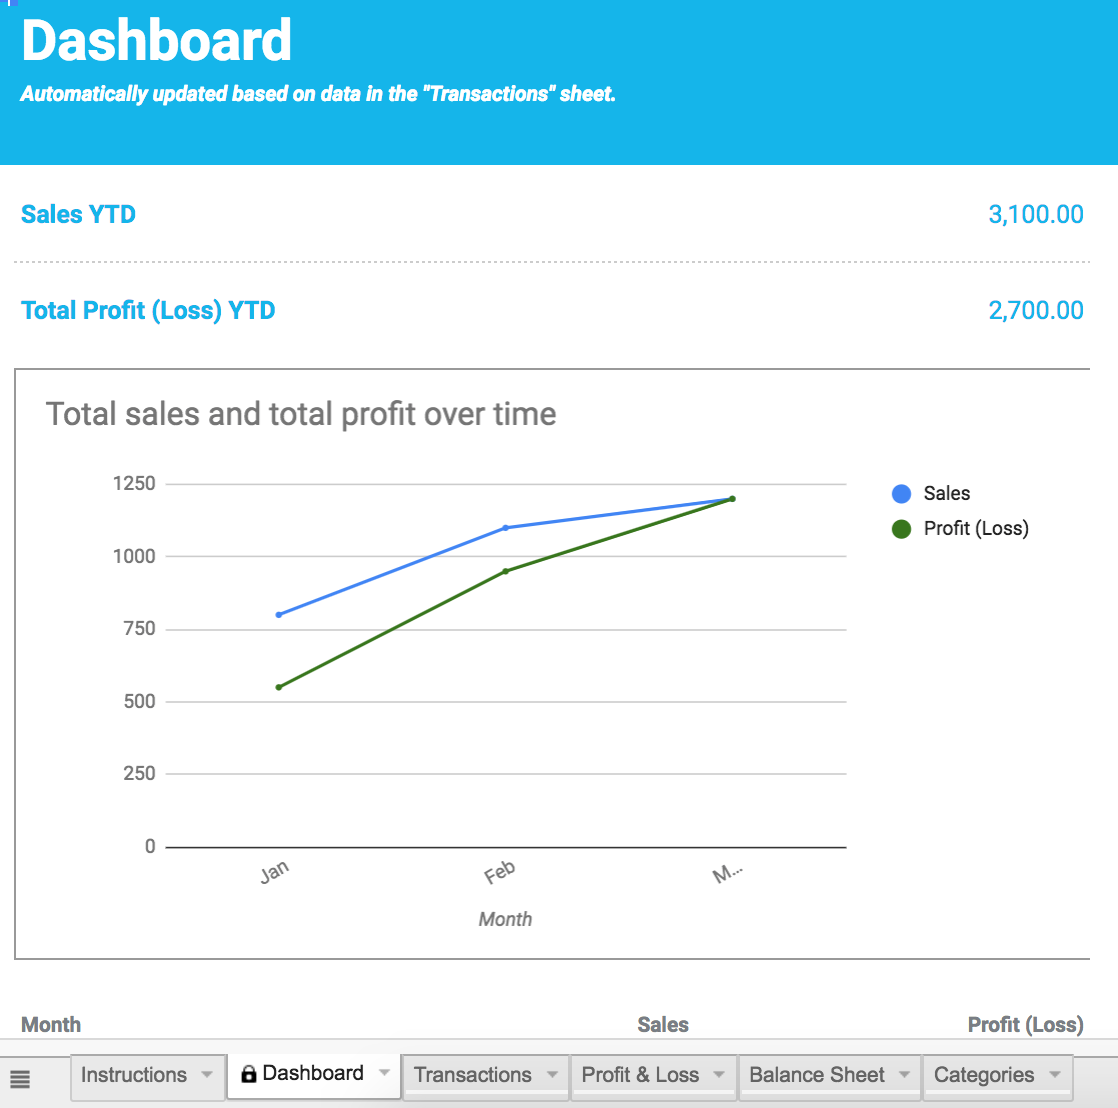 Dashboard
Automatically updated based on data in the "Transactions" sheet.
Sales YTD 3,100.00
Total Profit (Loss) YTD 2,700.00
Total sales and total profit over time
1250
1000
750
500
250
0
Sales
Profit (Loss)
Jan Feb M...
Month
Month Sales Profit (Loss)
Instructions Dashboard Transactions Profit & Loss Balance Sheet Categories